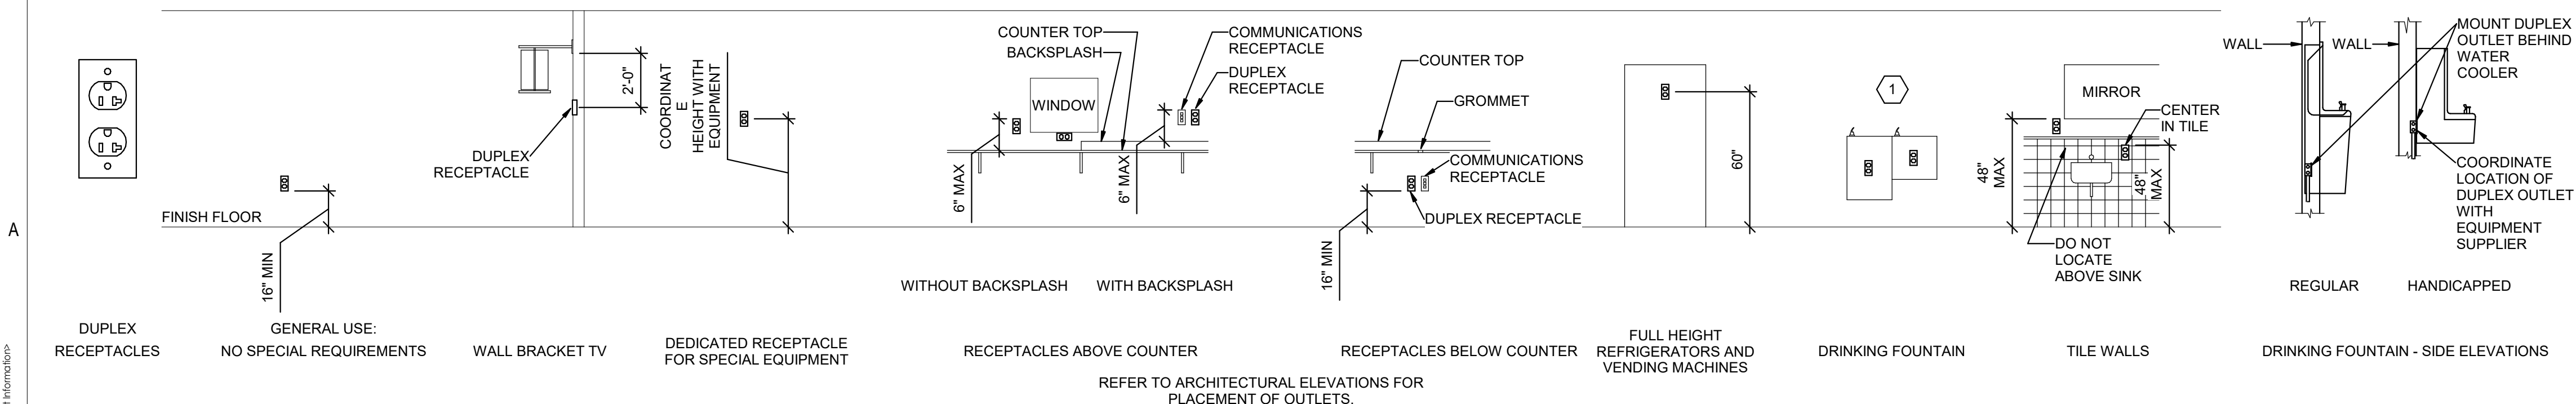 COUNTER TOP
BACKSPLASH
COMMUNICATIONS
RECEPTACLE
DUPLEX
RECEPTACLE
COUNTER TOP
GROMMET
WINDOW
2'-0"
COORDINAT
E
HEIGHT WITH
EQUIPMENT
DUPLEX
RECEPTACLE
6" MAX
6" MAX
COMMUNICATIONS
RECEPTACLE
DUPLEX RECEPTACLE
60"
1
MIRROR
CENTER
IN TILE
48"
MAX
48"
MAX
DO NOT
LOCATE
ABOVE SINK
WALL
WALL
MOUNT DUPLEX
OUTLET BEHIND
WATER
COOLER
COORDINATE
LOCATION OF
DUPLEX OUTLET
WITH
EQUIPMENT
SUPPLIER
A
FINISH FLOOR
16" MIN
16" MIN
WITHOUT BACKSPLASH
WITH BACKSPLASH
REGULAR
HANDICAPPED
DUPLEX
RECEPTACLES
GENERAL USE:
NO SPECIAL REQUIREMENTS
WALL BRACKET TV
DEDICATED RECEPTACLE
FOR SPECIAL EQUIPMENT
RECEPTACLES ABOVE COUNTER
RECEPTACLES BELOW COUNTER
FULL HEIGHT
REFRIGERATORS AND
VENDING MACHINES
DRINKING FOUNTAIN
TILE WALLS
DRINKING FOUNTAIN - SIDE ELEVATIONS
REFER TO ARCHITECTURAL ELEVATIONS FOR
PLACEMENT OF OUTLETS.
t Information>